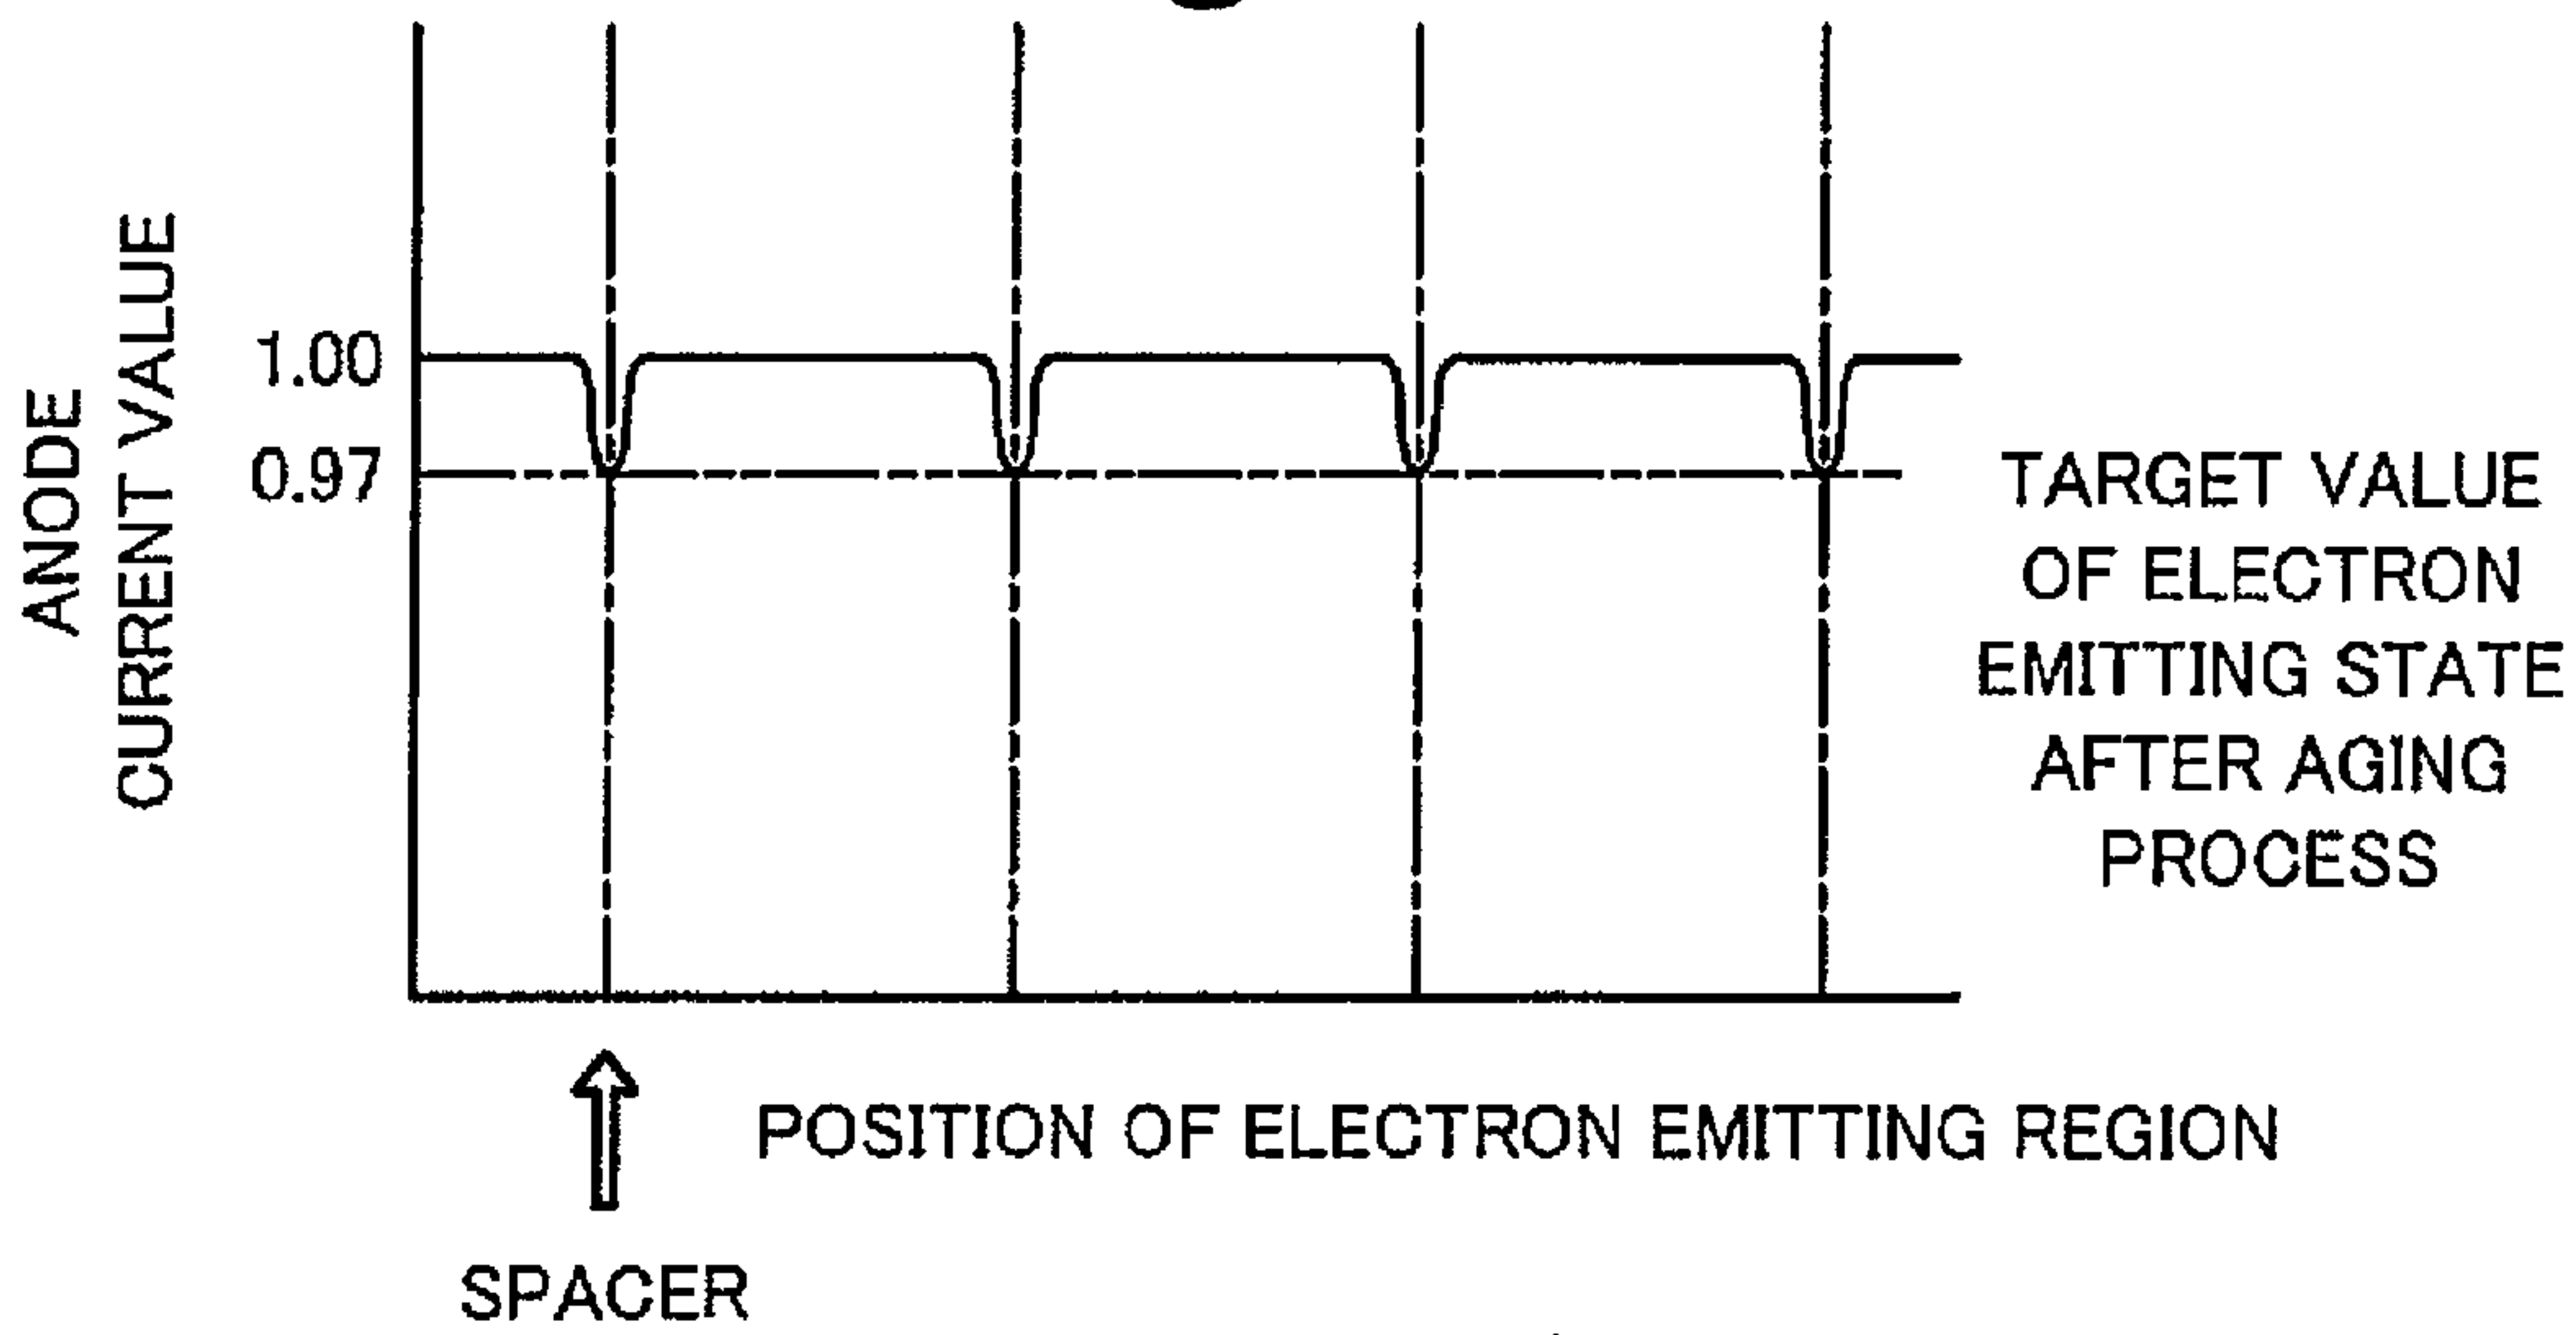 ANODE
CURRENT VALUE
1.00
0.97
TARGET VALUE
OF ELECTRON
EMITTING STATE
AFTER AGING
PROCESS
POSITION OF ELECTRON EMITTING REGION
SPACER